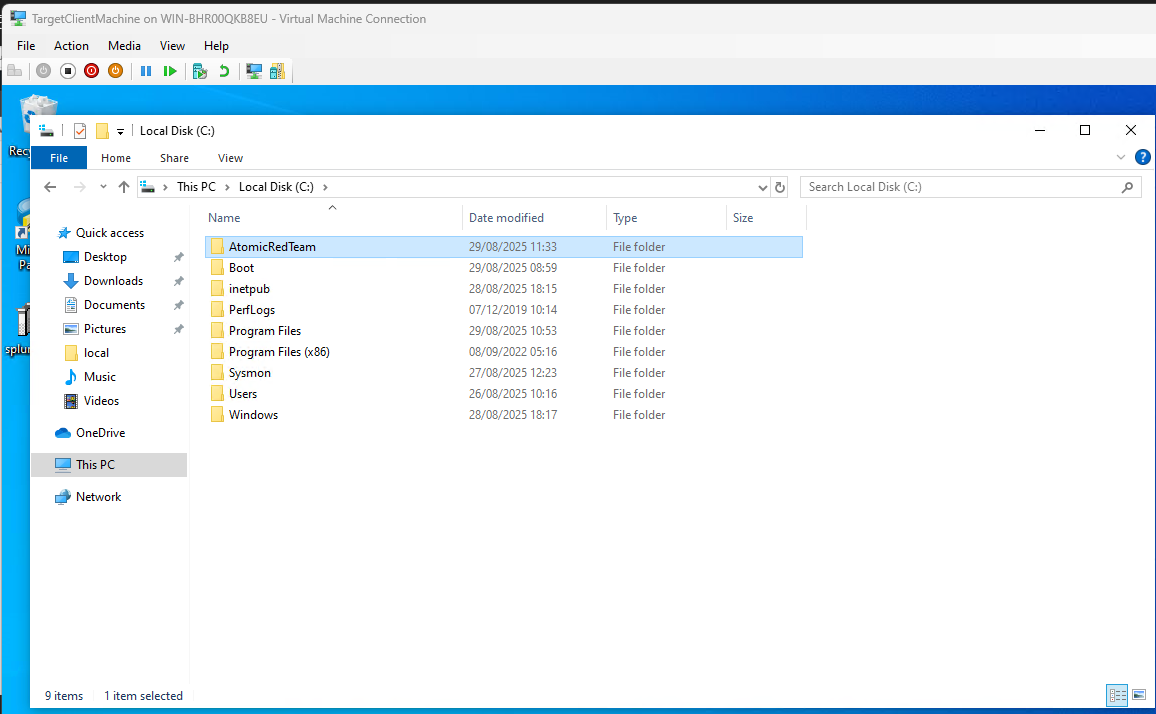 TargetClientMachine on WIN-BHR00QKB8EU - Virtual Machine Connection
File Action Media View Help
Local Disk (C:)
File Home Share View
This PC Local Disk (C:)
Search Local Disk (C:)
Name Date modified Type Size
Quick access
Desktop
Downloads
Documents
Pictures
local
Music
Videos
OneDrive
This PC
Network
AtomicRedTeam 29/08/2025 11:33 File folder
Boot 29/08/2025 08:59 File folder
inetpub 28/08/2025 18:15 File folder
PerfLogs 07/12/2019 10:14 File folder
Program Files 29/08/2025 10:53 File folder
Program Files (x86) 08/09/2022 05:16 File folder
Sysmon 27/08/2025 12:23 File folder
Users 26/08/2025 10:16 File folder
Windows 28/08/2025 18:17 File folder
9 items 1 item selected